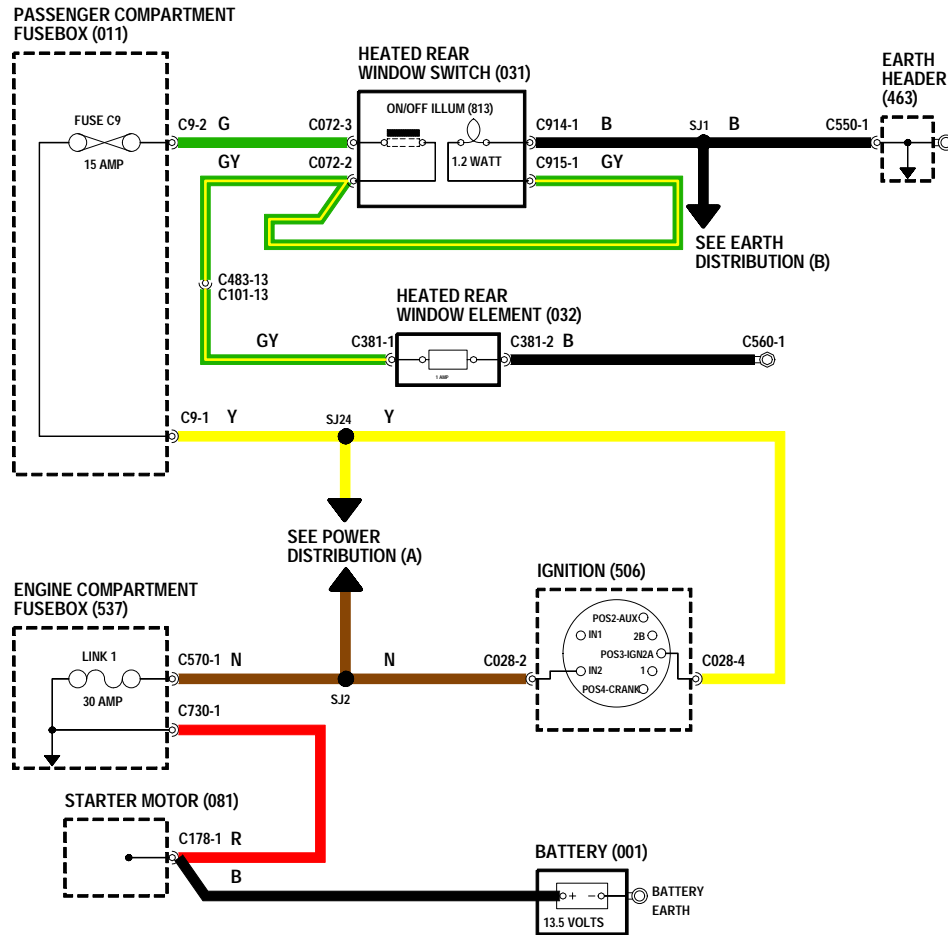 PASSENGER COMPARTMENT
FUSEBOX (011)
HEATED REAR
WINDOW SWITCH (031)
EARTH
HEADER
(463)
FUSE C9
15 AMP
C9-2 G
C072-3
ON/OFF ILLUM (813)
1.2 WATT
C914-1 B
SJ1 B
C550-1
GY
C072-2
C915-1 GY
SEE EARTH
DISTRIBUTION (B)
C483-13
C101-13
HEATED REAR
WINDOW ELEMENT (032)
GY
C381-1
1 AMP
C381-2 B
C560-1
C9-1 Y
SJ24
Y
SEE POWER
DISTRIBUTION (A)
ENGINE COMPARTMENT
FUSEBOX (537)
IGNITION (506)
LINK 1
30 AMP
C570-1 N
N
SJ2
C028-2
POS2-AUX
IN1
2B
POS3-IGN2A
IN2
1
POS4-CRANK
C028-4
C730-1
STARTER MOTOR (081)
C178-1 R
B
BATTERY (001)
+ -
13.5 VOLTS
BATTERY
EARTH